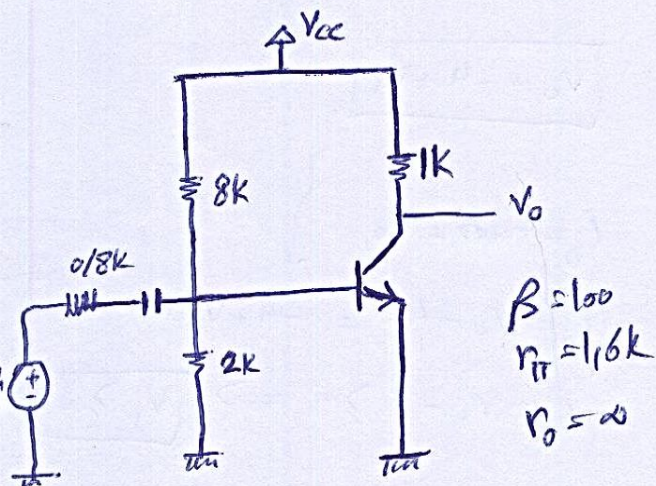 Vcc
8K
1K
Vo
0/8K
2K
β=100
rπ=1,6K
ro=∞